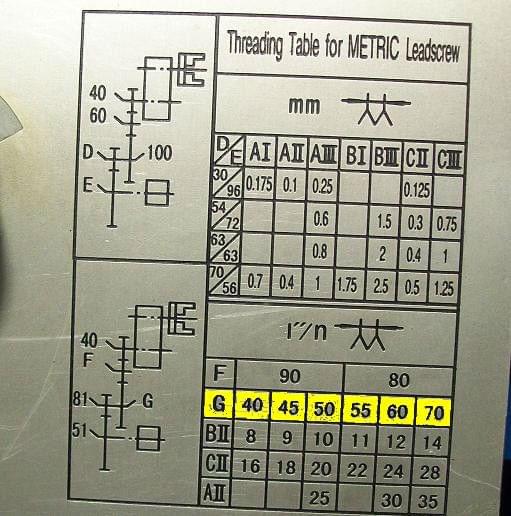 Threading Table for METRIC Leadscrew
mm
D/E AⅠ AⅡ AⅢ BⅠ BⅢ CⅡ CⅢ
30/96 0.175 0.1 0.25 0.125
54/72 0.6 1.5 0.3 0.75
63/63 0.8 2 0.4 1
70/56 0.7 0.4 1 1.75 2.5 0.5 1.25
40
60
D 100
E
1"/n
F 90 80
G 40 45 50 55 60 70
BⅡ 8 9 10 11 12 14
CⅡ 16 18 20 22 24 28
AⅡ 25 30 35
40
F
81 G
51